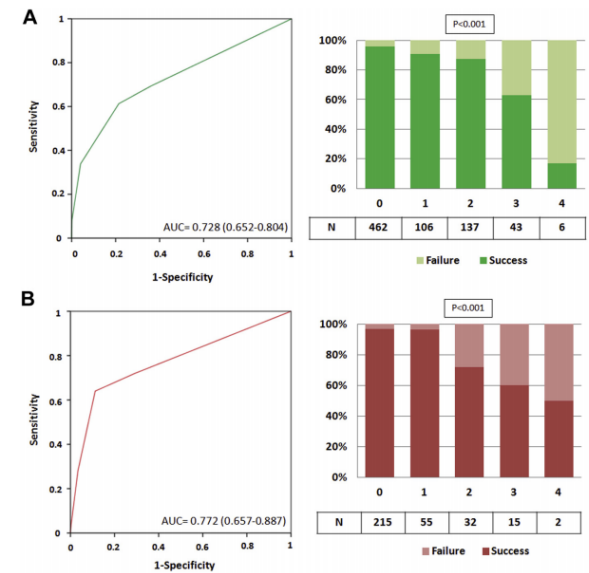 A
Sensitivity
1
0.8
0.6
0.4
0.2
0
AUC= 0.728 (0.652-0.804)
0 0.2 0.4 0.6 0.8 1
1-Specificity
P<0.001
100%
80%
60%
40%
20%
0%
0 1 2 3 4
N 462 106 137 43 6
Failure Success
B
Sensitivity
1
0.8
0.6
0.4
0.2
0
AUC= 0.772 (0.657-0.887)
0 0.2 0.4 0.6 0.8 1
1-Specificity
P<0.001
100%
80%
60%
40%
20%
0%
0 1 2 3 4
N 215 55 32 15 2
Failure Success